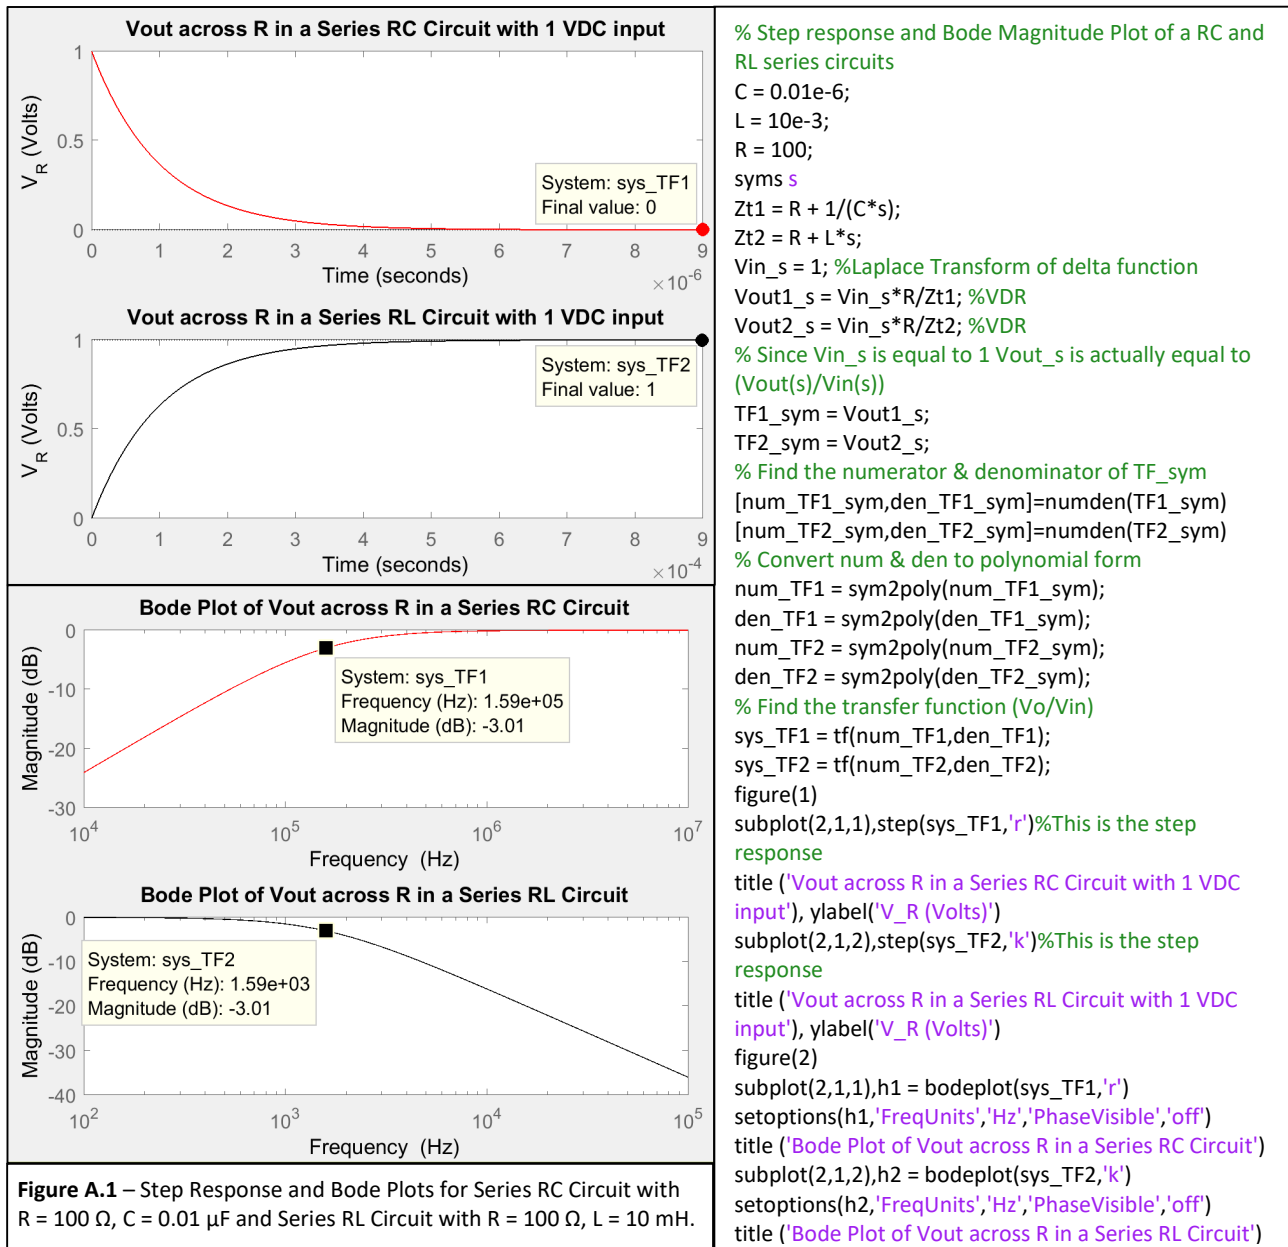 Vout across R in a Series RC Circuit with 1 VDC input
1
0.5
0
V_R (Volts)
System: sys_TF1
Final value: 0
0 1 2 3 4 5 6 7 8 9
Time (seconds)
×10^-6
Vout across R in a Series RL Circuit with 1 VDC input
1
0.5
0
V_R (Volts)
System: sys_TF2
Final value: 1
0 1 2 3 4 5 6 7 8 9
Time (seconds)
×10^-4
Bode Plot of Vout across R in a Series RC Circuit
0
-10
-20
-30
Magnitude (dB)
System: sys_TF1
Frequency (Hz): 1.59e+05
Magnitude (dB): -3.01
10^4 10^5 10^6 10^7
Frequency (Hz)
Bode Plot of Vout across R in a Series RL Circuit
0
-10
-20
-30
-40
Magnitude (dB)
System: sys_TF2
Frequency (Hz): 1.59e+03
Magnitude (dB): -3.01
10^2 10^3 10^4 10^5
Frequency (Hz)
Figure A.1 – Step Response and Bode Plots for Series RC Circuit with
R = 100 Ω, C = 0.01 µF and Series RL Circuit with R = 100 Ω, L = 10 mH.
% Step response and Bode Magnitude Plot of a RC and
RL series circuits
C = 0.01e-6;
L = 10e-3;
R = 100;
syms s
Zt1 = R + 1/(C*s);
Zt2 = R + L*s;
Vin_s = 1; %Laplace Transform of delta function
Vout1_s = Vin_s*R/Zt1; %VDR
Vout2_s = Vin_s*R/Zt2; %VDR
% Since Vin_s is equal to 1 Vout_s is actually equal to
(Vout(s)/Vin(s))
TF1_sym = Vout1_s;
TF2_sym = Vout2_s;
% Find the numerator & denominator of TF_sym
[num_TF1_sym,den_TF1_sym]=numden(TF1_sym)
[num_TF2_sym,den_TF2_sym]=numden(TF2_sym)
% Convert num & den to polynomial form
num_TF1 = sym2poly(num_TF1_sym);
den_TF1 = sym2poly(den_TF1_sym);
num_TF2 = sym2poly(num_TF2_sym);
den_TF2 = sym2poly(den_TF2_sym);
% Find the transfer function (Vo/Vin)
sys_TF1 = tf(num_TF1,den_TF1);
sys_TF2 = tf(num_TF2,den_TF2);
figure(1)
subplot(2,1,1),step(sys_TF1,'r')%This is the step
response
title ('Vout across R in a Series RC Circuit with 1 VDC
input'), ylabel('V_R (Volts)')
subplot(2,1,2),step(sys_TF2,'k')%This is the step
response
title ('Vout across R in a Series RL Circuit with 1 VDC
input'), ylabel('V_R (Volts)')
figure(2)
subplot(2,1,1),h1 = bodeplot(sys_TF1,'r')
setoptions(h1,'FreqUnits','Hz','PhaseVisible','off')
title ('Bode Plot of Vout across R in a Series RC Circuit')
subplot(2,1,2),h2 = bodeplot(sys_TF2,'k')
setoptions(h2,'FreqUnits','Hz','PhaseVisible','off')
title ('Bode Plot of Vout across R in a Series RL Circuit')